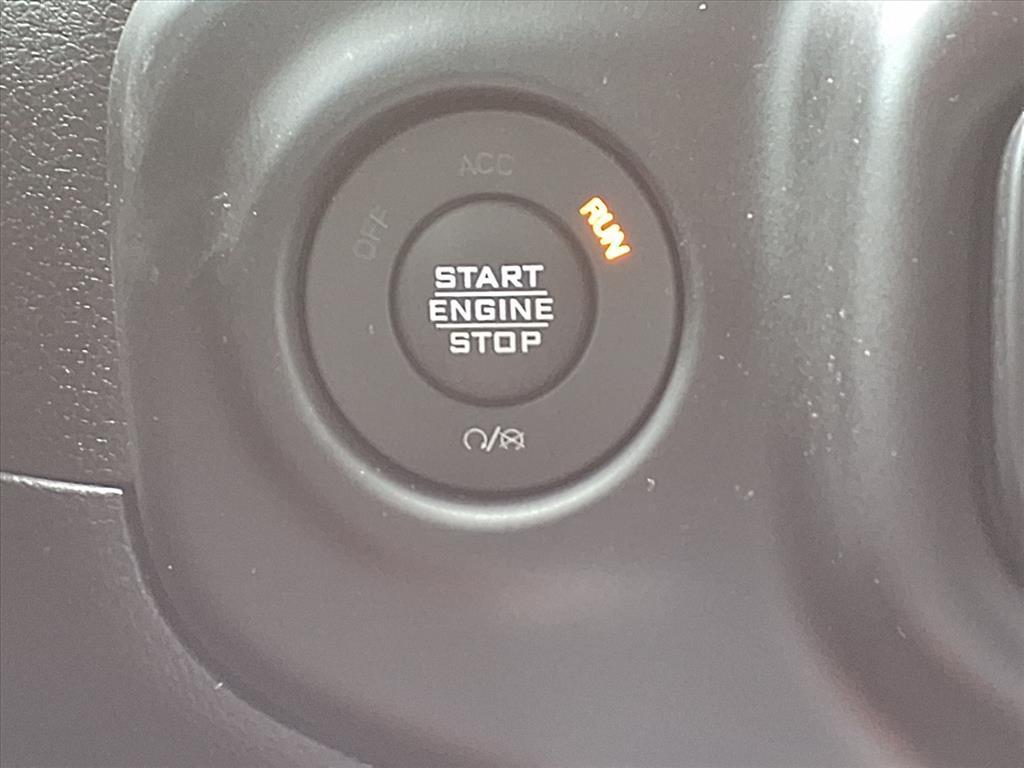 ACC
OFF
RUN
START
ENGINE
STOP